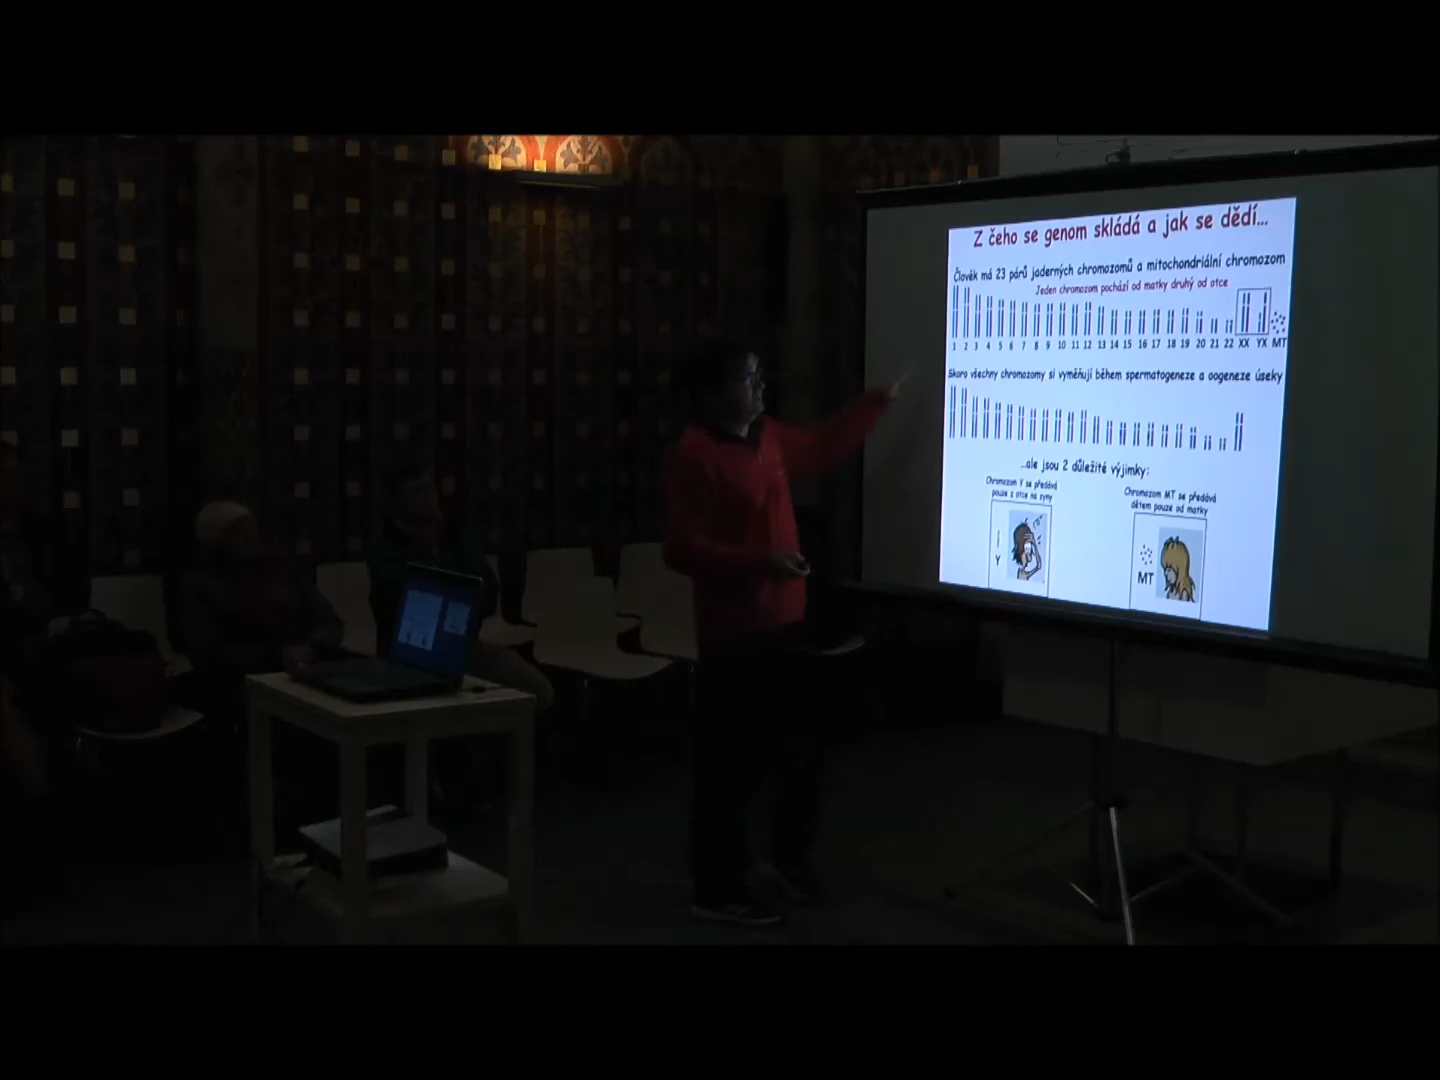 Z čeho se genom skládá a jak se dědí...
Člověk má 23 párů jaderných chromozomů a mitochondriální chromozom
Jeden chromozom pochází od matky druhý od otce
1 2 3 4 5 6 7 8 9 10 11 12 13 14 15 16 17 18 19 20 21 22 XX YX MT
Skoro všechny chromozomy si vyměňují během spermatogeneze a oogeneze úseky
...ale jsou 2 důležité výjimky:
Chromozom Y se předává
pouze z otce na syny
Y
Chromozom MT se předává
dětem pouze od matky
MT